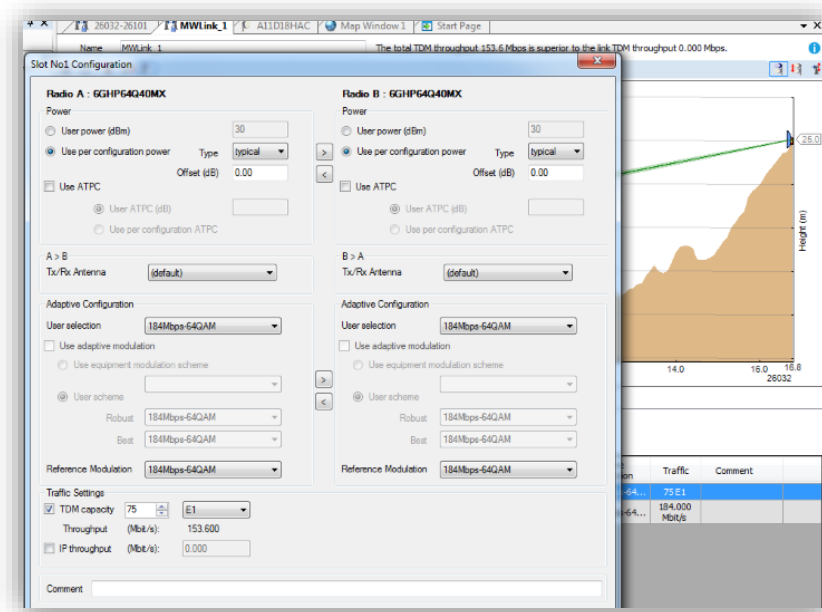 26032-26101 MWLink_1 A11D18HAC Map Window 1 Start Page
Name MWLink_1 The total TDM throughput 153.6 Mbps is superior to the link TDM throughput 0.000 Mbps.
Slot No1 Configuration
Radio A : 6GHP64Q40MX Radio B : 6GHP64Q40MX
Power Power
User power (dBm) 30 User power (dBm) 30
Use per configuration power Type typical > Use per configuration power Type typical
Offset (dB) 0.00 < Offset (dB) 0.00
Use ATPC Use ATPC
User ATPC (dB) User ATPC (dB)
Use per configuration ATPC Use per configuration ATPC
A > B B > A
Tx/Rx Antenna (default) Tx/Rx Antenna (default)
Adaptive Configuration Adaptive Configuration
User selection 184Mbps-64QAM User selection 184Mbps-64QAM
Use adaptive modulation Use adaptive modulation
Use equipment modulation scheme Use equipment modulation scheme
>
User scheme < User scheme
Robust 184Mbps-64QAM Robust 184Mbps-64QAM
Best 184Mbps-64QAM Best 184Mbps-64QAM
Reference Modulation 184Mbps-64QAM Reference Modulation 184Mbps-64QAM
Traffic Settings
TDM capacity 75 E1
Throughput (Mbit/s): 153.600
IP throughput (Mbit/s): 0.000
Comment
25.0
Height (m)
14.0 16.0 16.8
26032
Traffic Comment
-64... 75 E1
-64... 184.000
Mbit/s